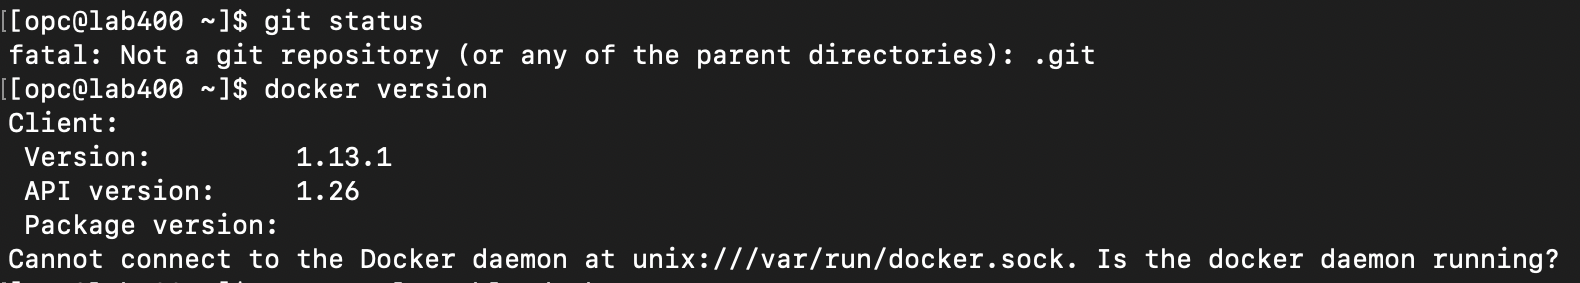 [[opc@lab400 ~]$ git status
fatal: Not a git repository (or any of the parent directories): .git
[[opc@lab400 ~]$ docker version
Client:
 Version:         1.13.1
 API version:     1.26
 Package version:
Cannot connect to the Docker daemon at unix:///var/run/docker.sock. Is the docker daemon running?